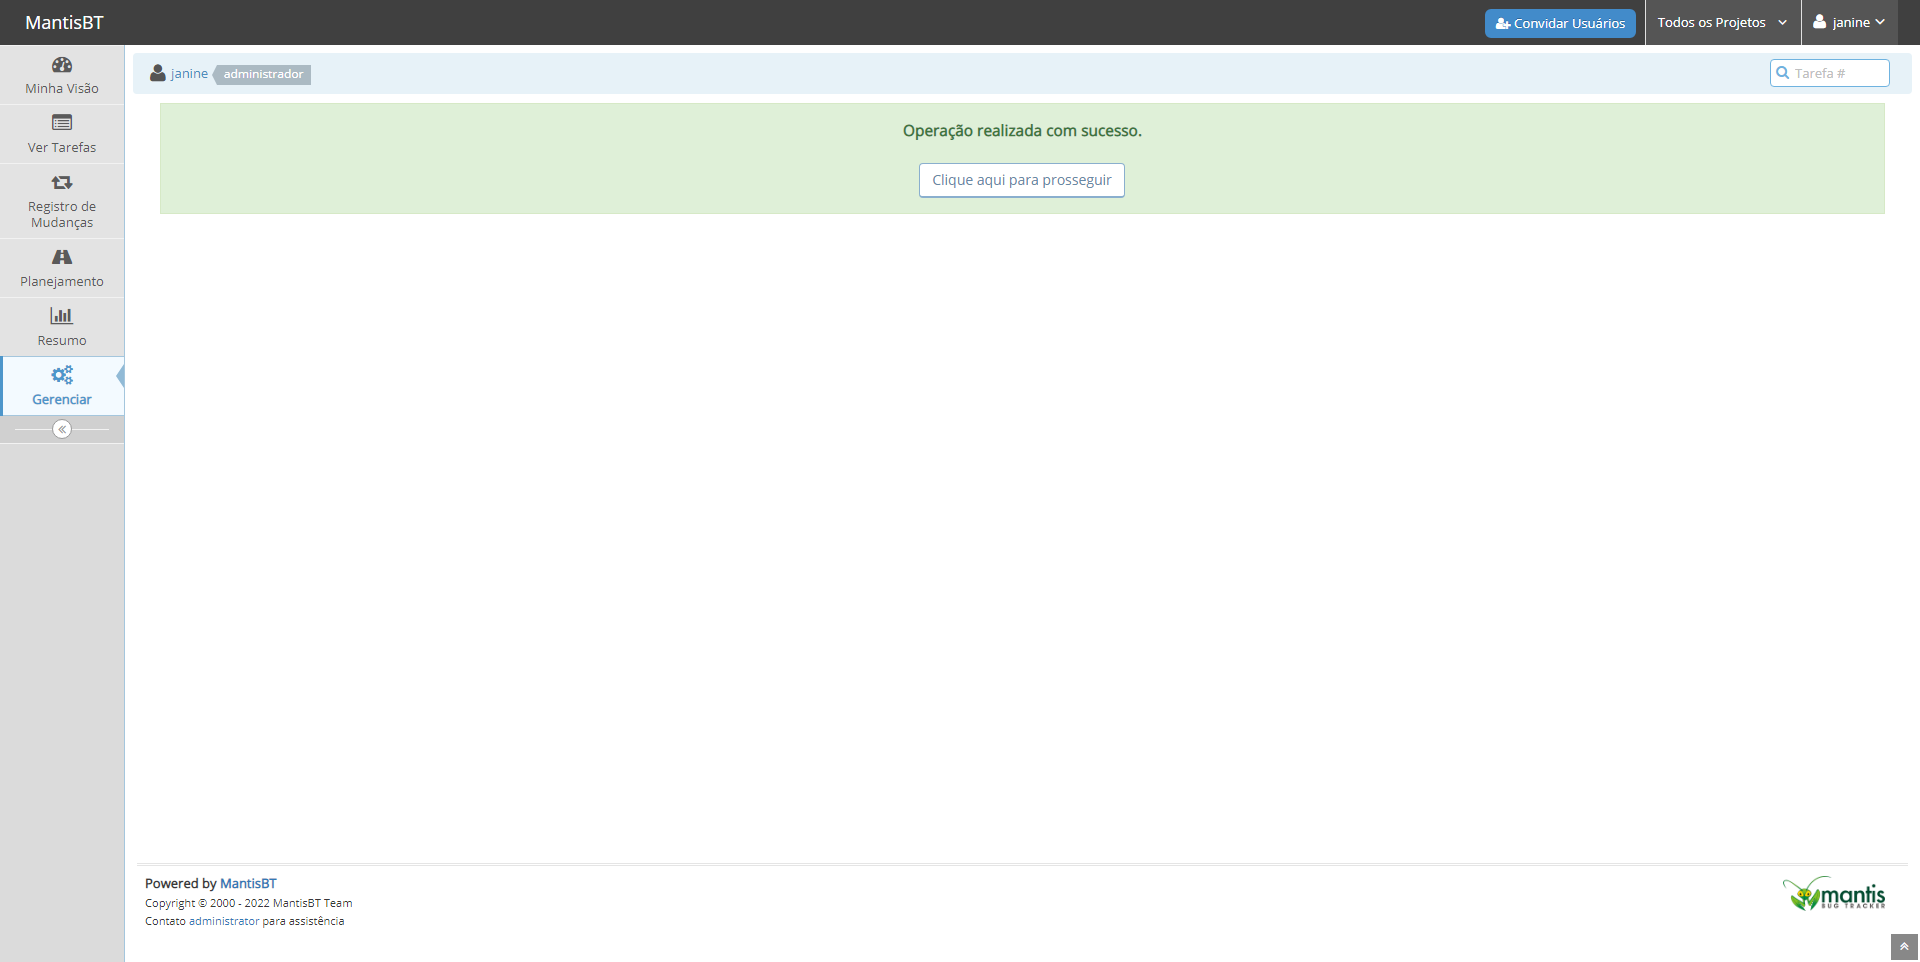 MantisBT
Convidar Usuários
Todos os Projetos
janine
Minha Visão
Ver Tarefas
Registro de
Mudanças
Planejamento
Resumo
Gerenciar
janine
administrador
Tarefa #
Operação realizada com sucesso.
Clique aqui para prosseguir
Powered by MantisBT
Copyright © 2000 - 2022 MantisBT Team
Contato administrator para assistência
mantis
BUG TRACKER